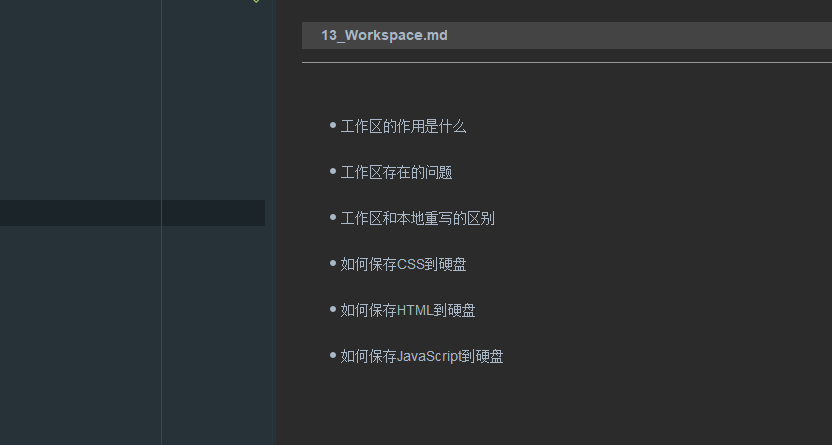 13_Workspace.md
工作区的作用是什么
工作区存在的问题
工作区和本地重写的区别
如何保存CSS到硬盘
如何保存HTML到硬盘
如何保存JavaScript到硬盘